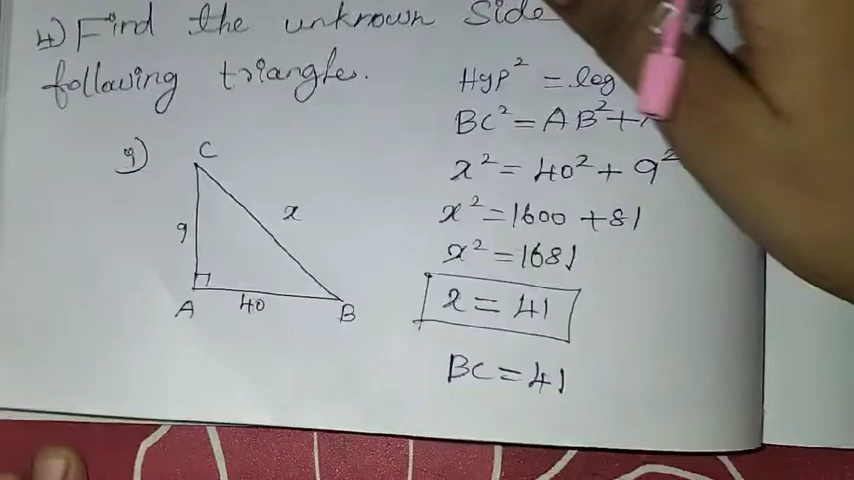 4) Find the unknown Side
following triangle.
Hyp² = leg
BC² = AB² +
x² = 40² + 9²
x² = 1600 + 81
x² = 1681
x = 41
BC = 41
9)
C
9
x
A
40
B